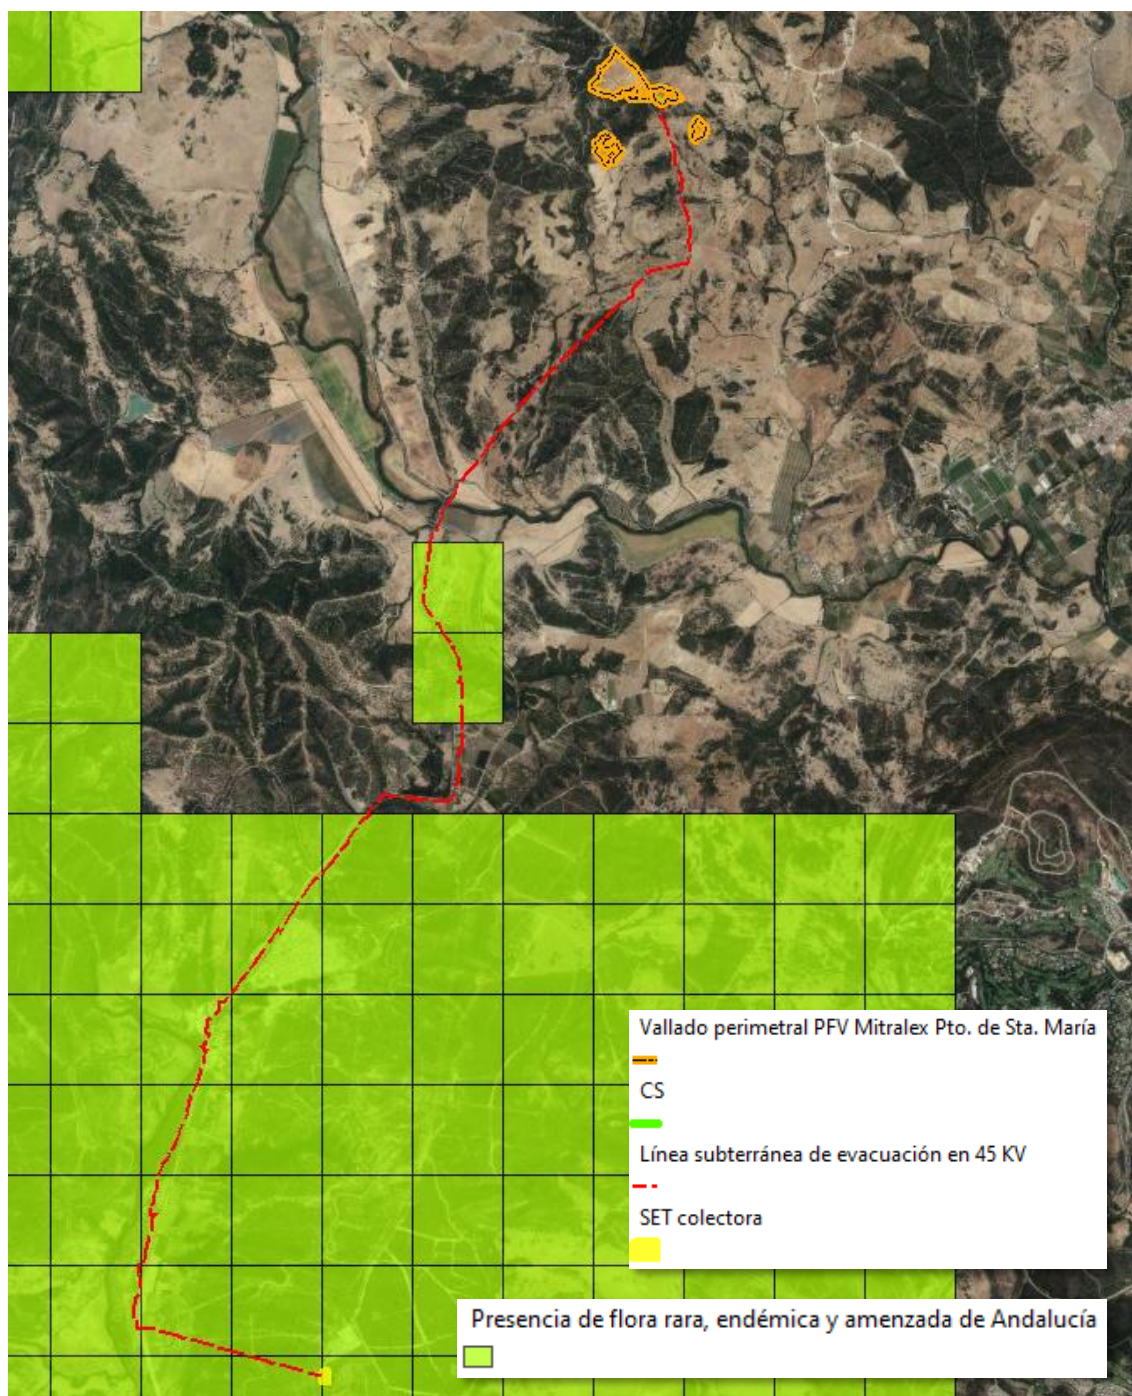 Vallado perimetral PFV Mitralex Pto. de Sta. María
CS
Línea subterránea de evacuación en 45 KV
SET colectora
Presencia de flora rara, endémica y amenzada de Andalucía